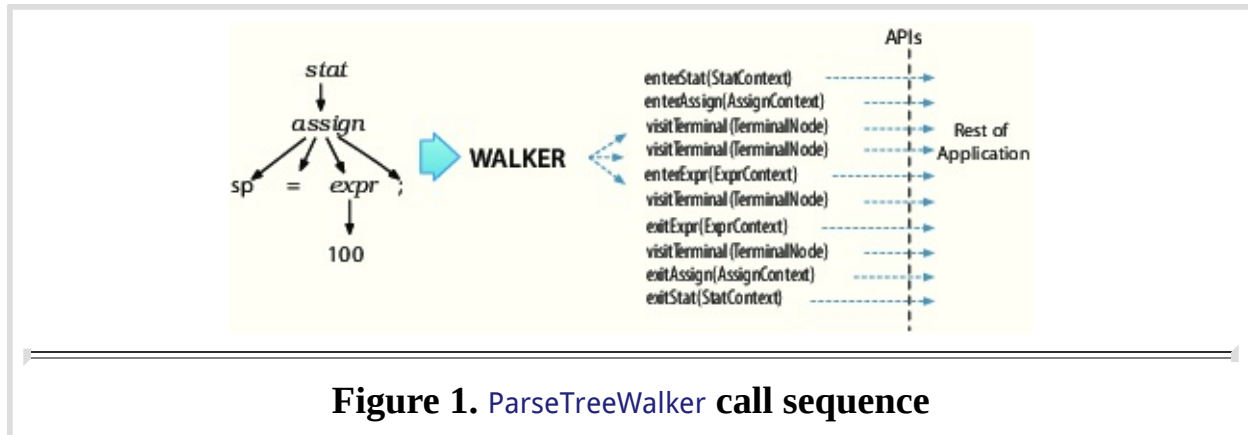 stat
assign
sp = expr ;
100
WALKER
APIs
enterStat(StatContext)
enterAssign(AssignContext)
visitTerminal(TerminalNode)
visitTerminal(TerminalNode)
enterExpr(ExprContext)
visitTerminal(TerminalNode)
exitExpr(ExprContext)
visitTerminal(TerminalNode)
exitAssign(AssignContext)
exitStat(StatContext)
Rest of
Application
Figure 1. ParseTreeWalker call sequence